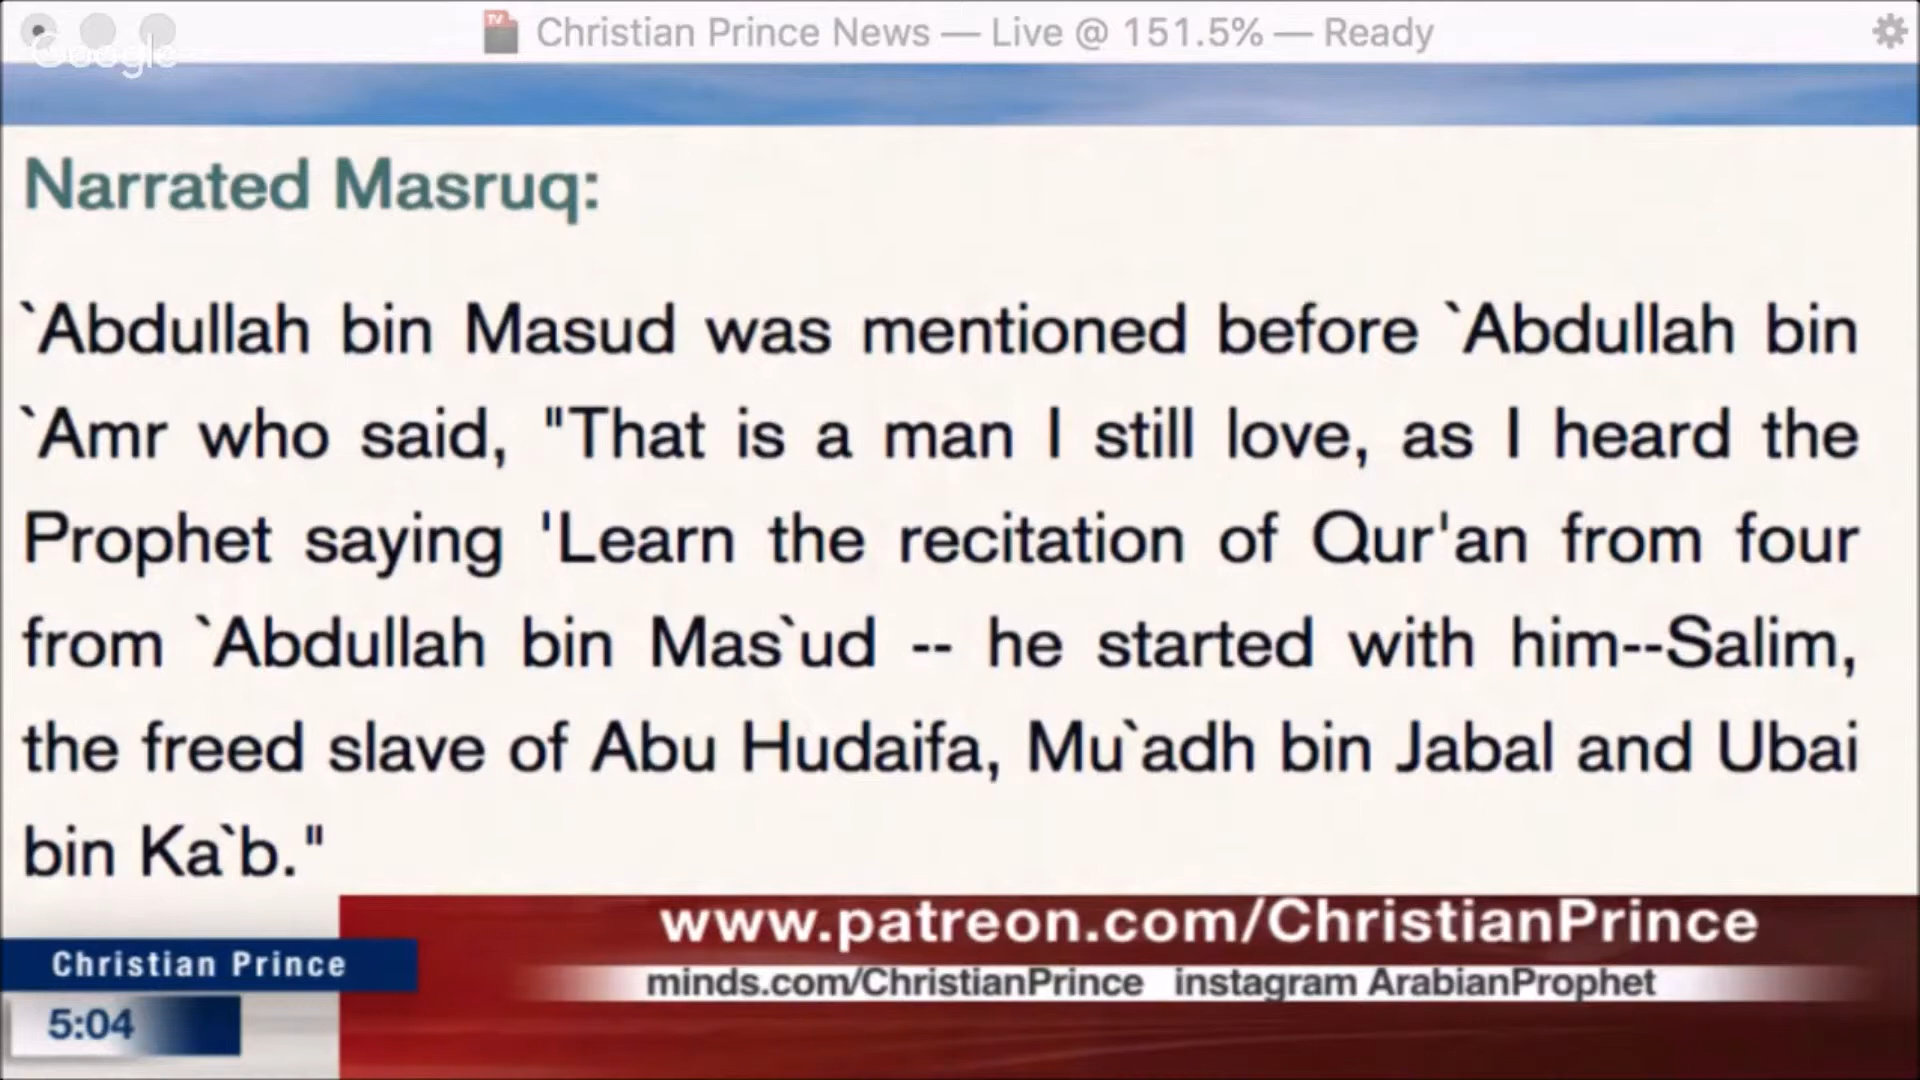 Christian Prince News — Live @ 151.5% — Ready
Google
Narrated Masruq:
`Abdullah bin Masud was mentioned before `Abdullah bin
`Amr who said, "That is a man I still love, as I heard the
Prophet saying 'Learn the recitation of Qur'an from four
from `Abdullah bin Mas`ud -- he started with him--Salim,
the freed slave of Abu Hudaifa, Mu`adh bin Jabal and Ubai
bin Ka`b."
www.patreon.com/ChristianPrince
Christian Prince
minds.com/ChristianPrince instagram ArabianProphet
5:04